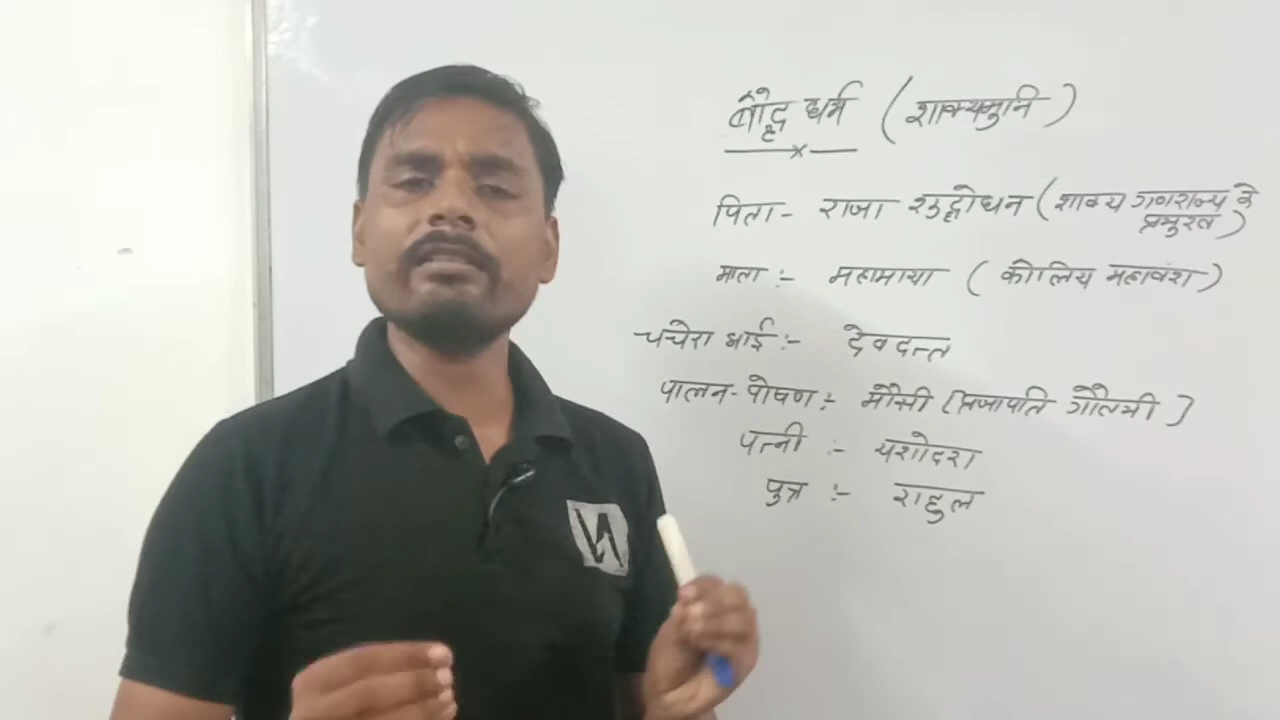 बौद्ध धर्म (शाक्यमुनि)
पिता - राजा शुद्धोधन (शाक्य गणराज्य के
प्रमुख)
माता :- महामाया (कोलिय महावंश)
चचेरा भाई :- देवदत्त
पालन-पोषण :- मौसी [प्रजापति गौतमी]
पत्नी :- यशोदरा
पुत्र :- राहुल